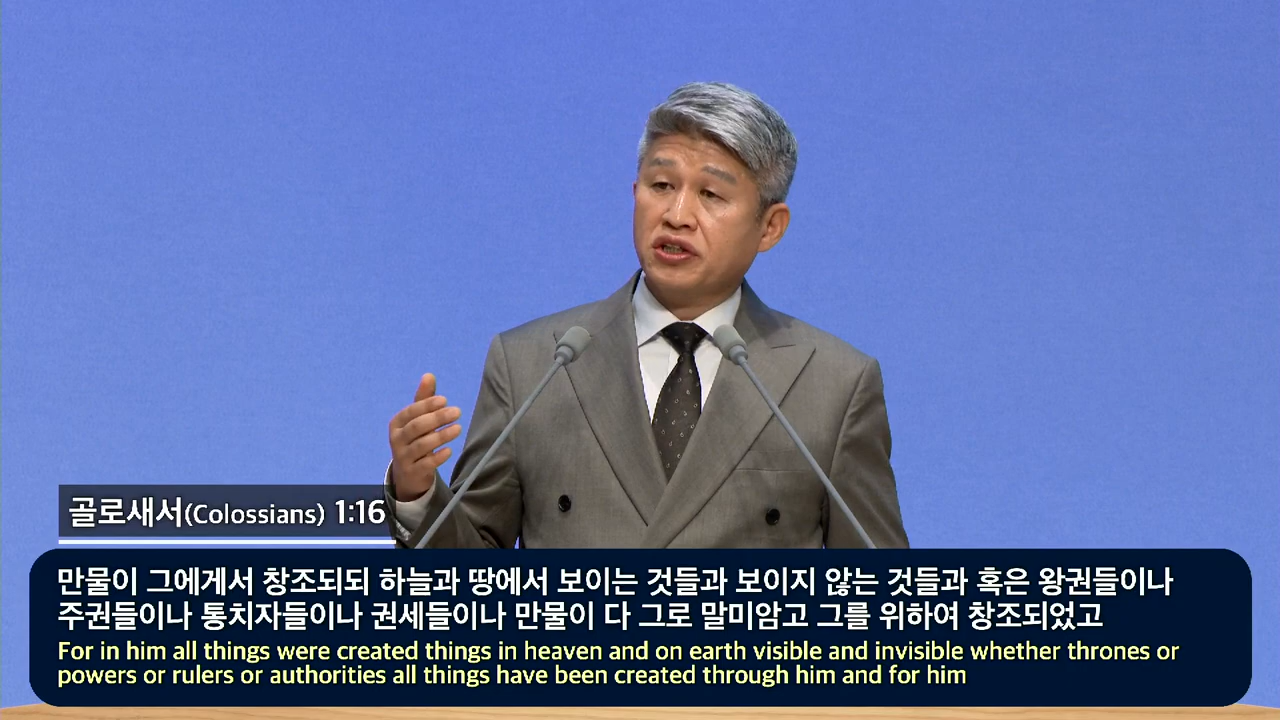 골로새서(Colossians) 1:16
만물이 그에게서 창조되되 하늘과 땅에서 보이는 것들과 보이지 않는 것들과 혹은 왕권들이나
주권들이나 통치자들이나 권세들이나 만물이 다 그로 말미암고 그를 위하여 창조되었고
For in him all things were created things in heaven and on earth visible and invisible whether thrones or
powers or rulers or authorities all things have been created through him and for him